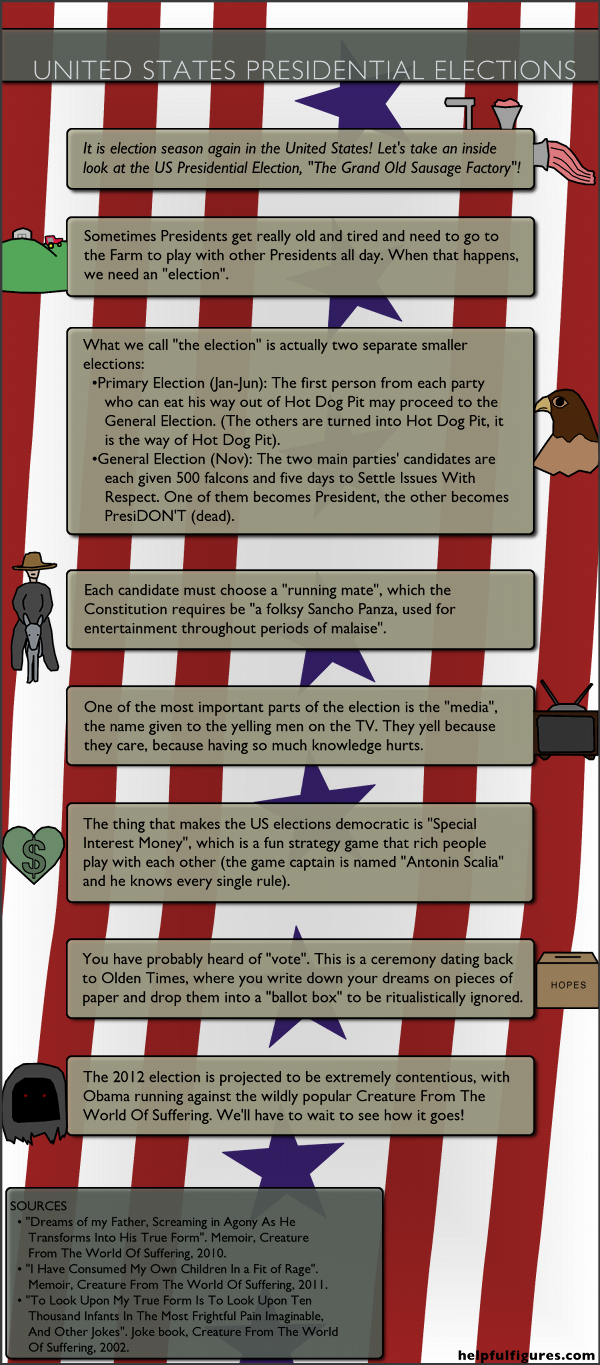 UNITED STATES PRESIDENTIAL ELECTIONS
It is election season again in the United States! Let's take an inside
look at the US Presidential Election, "The Grand Old Sausage Factory"!
Sometimes Presidents get really old and tired and need to go to
the Farm to play with other Presidents all day. When that happens,
we need an "election".
What we call "the election" is actually two separate smaller
elections:
•Primary Election (Jan-Jun): The first person from each party
who can eat his way out of Hot Dog Pit may proceed to the
General Election. (The others are turned into Hot Dog Pit, it
is the way of Hot Dog Pit).
•General Election (Nov): The two main parties' candidates are
each given 500 falcons and five days to Settle Issues With
Respect. One of them becomes President, the other becomes
PresiDON'T (dead).
Each candidate must choose a "running mate", which the
Constitution requires be "a folksy Sancho Panza, used for
entertainment throughout periods of malaise".
One of the most important parts of the election is the "media",
the name given to the yelling men on the TV. They yell because
they care, because having so much knowledge hurts.
The thing that makes the US elections democratic is "Special
Interest Money", which is a fun strategy game that rich people
play with each other (the game captain is named "Antonin Scalia"
and he knows every single rule).
$
You have probably heard of "vote". This is a ceremony dating back
to Olden Times, where you write down your dreams on pieces of
paper and drop them into a "ballot box" to be ritualistically ignored.
HOPES
The 2012 election is projected to be extremely contentious, with
Obama running against the wildly popular Creature From The
World Of Suffering. We'll have to wait to see how it goes!
SOURCES
• "Dreams of my Father, Screaming in Agony As He
Transforms Into His True Form". Memoir, Creature
From The World Of Suffering, 2010.
• "I Have Consumed My Own Children In a Fit of Rage".
Memoir, Creature From The World Of Suffering, 2011.
• "To Look Upon My True Form Is To Look Upon Ten
Thousand Infants In The Most Frightful Pain Imaginable,
And Other Jokes". Joke book, Creature From The World
Of Suffering, 2002.
helpfulfigures.com